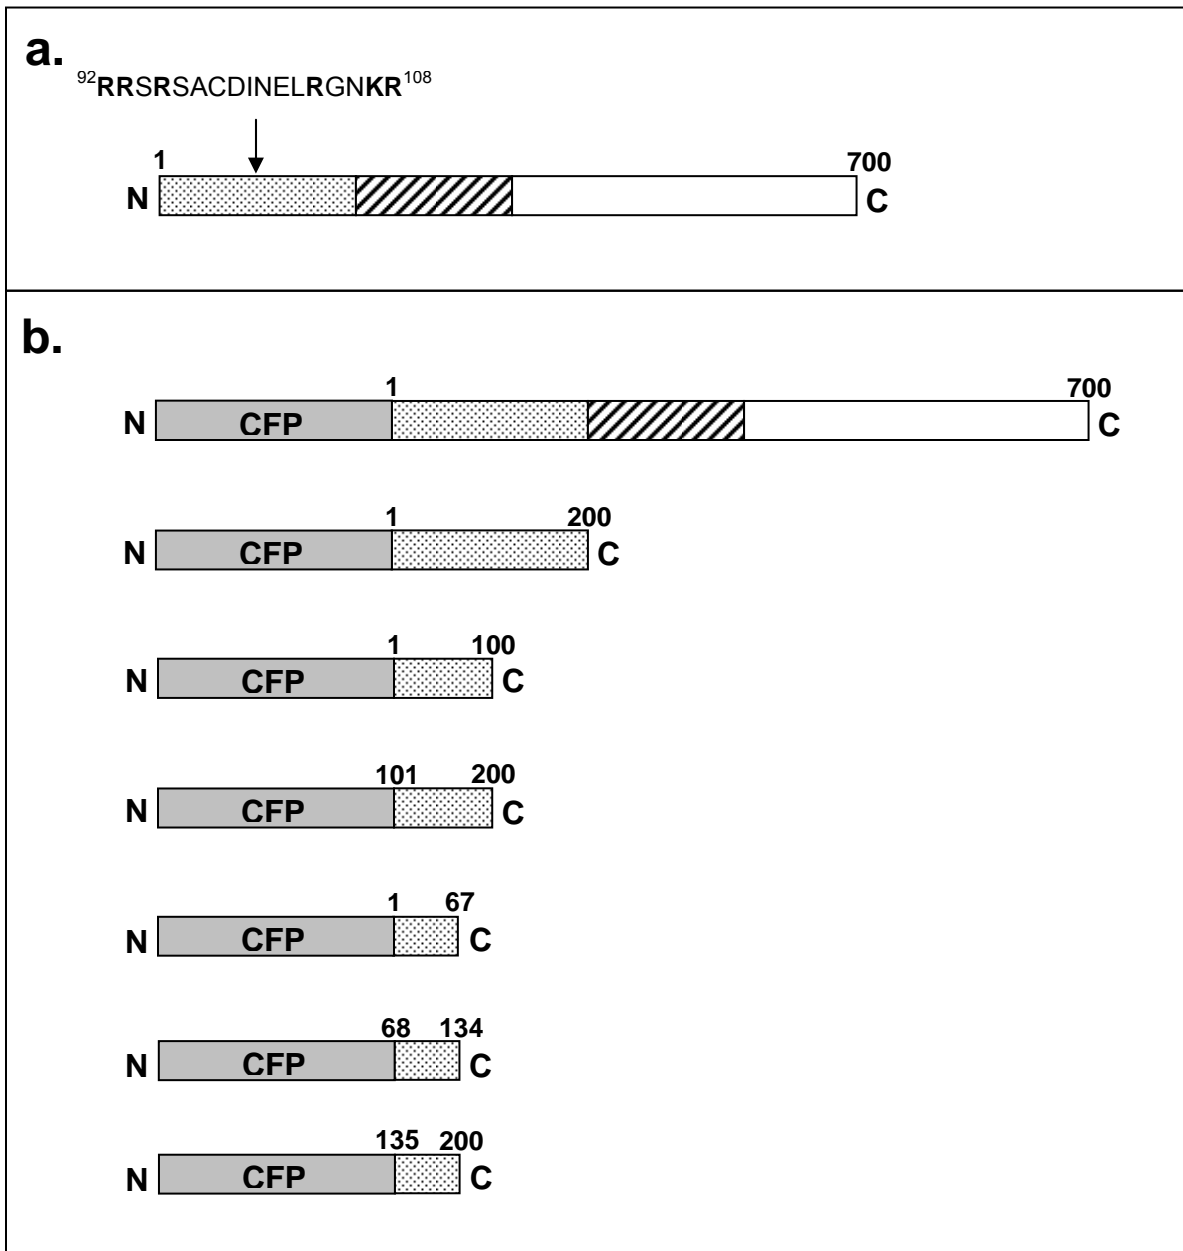 a.
⁹²RRSRSACDINELRGNKR¹⁰⁸
1 700
N C
b.
1 700
N CFP C
1 200
N CFP C
1 100
N CFP C
101 200
N CFP C
1 67
N CFP C
68 134
N CFP C
135 200
N CFP C